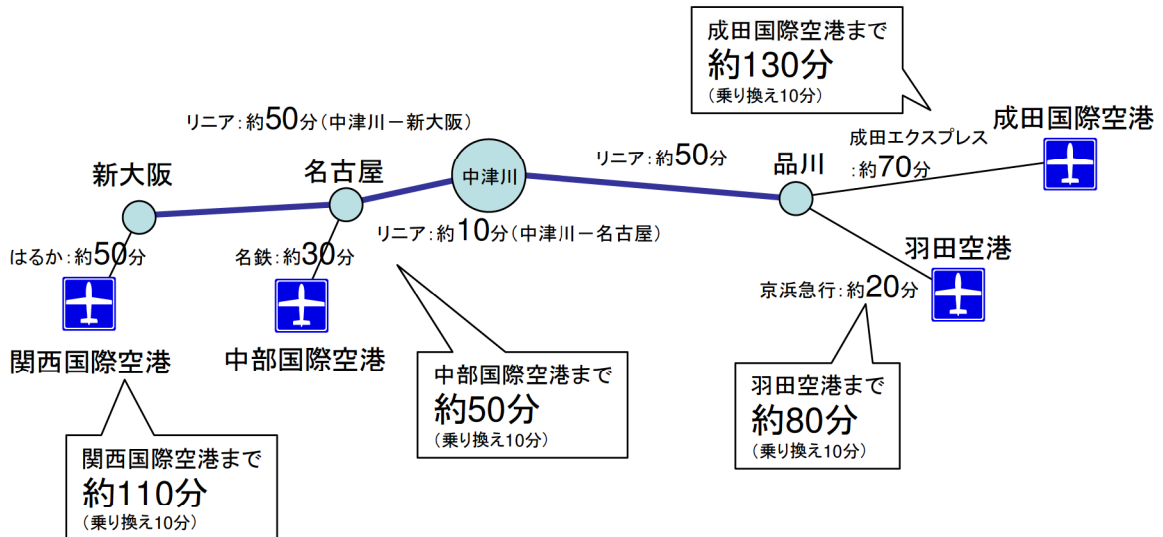 成田国際空港まで
約130分
(乗り換え10分)
リニア:約50分(中津川－新大阪)
成田国際空港
成田エクスプレス
:約70分
リニア:約50分
品川
新大阪
名古屋
中津川
リニア:約10分(中津川－名古屋)
はるか:約50分
名鉄:約30分
羽田空港
京浜急行:約20分
関西国際空港
中部国際空港
中部国際空港まで
約50分
(乗り換え10分)
羽田空港まで
約80分
(乗り換え10分)
関西国際空港まで
約110分
(乗り換え10分)